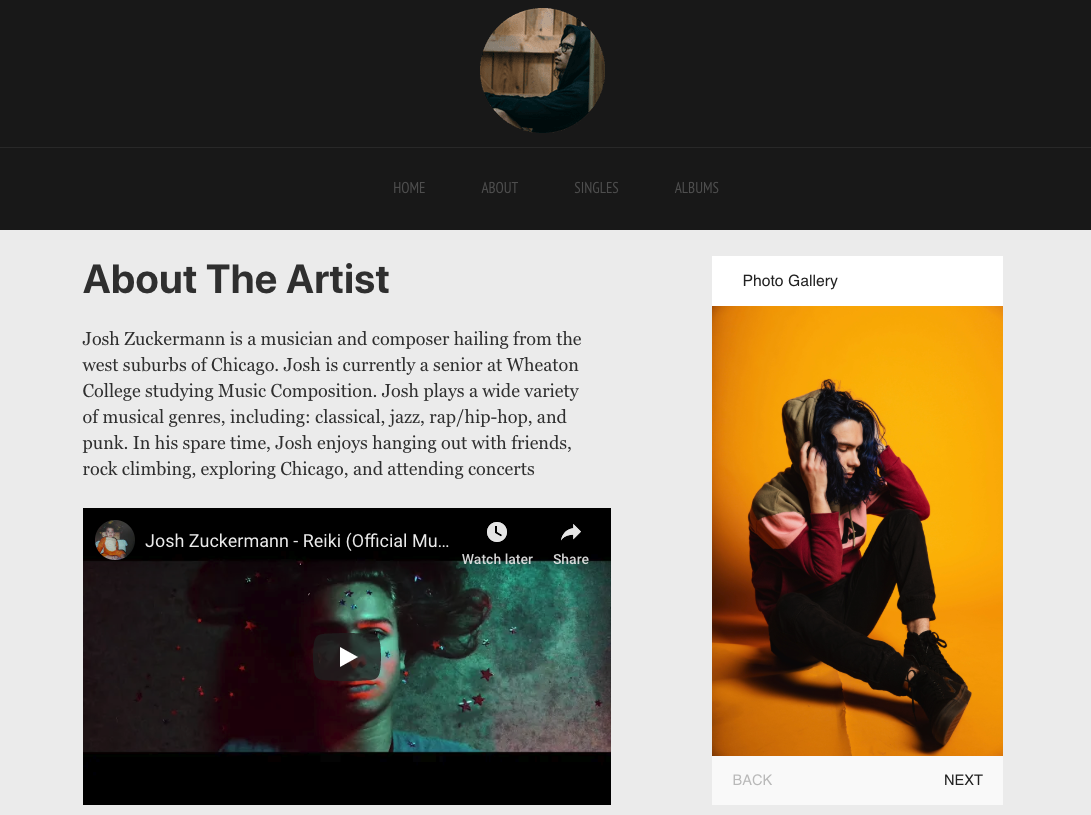 HOME ABOUT SINGLES ALBUMS
About The Artist
Josh Zuckermann is a musician and composer hailing from the
west suburbs of Chicago. Josh is currently a senior at Wheaton
College studying Music Composition. Josh plays a wide variety
of musical genres, including: classical, jazz, rap/hip-hop, and
punk. In his spare time, Josh enjoys hanging out with friends,
rock climbing, exploring Chicago, and attending concerts
Josh Zuckermann - Reiki (Official Mu...
Watch later Share
Photo Gallery
BACK NEXT